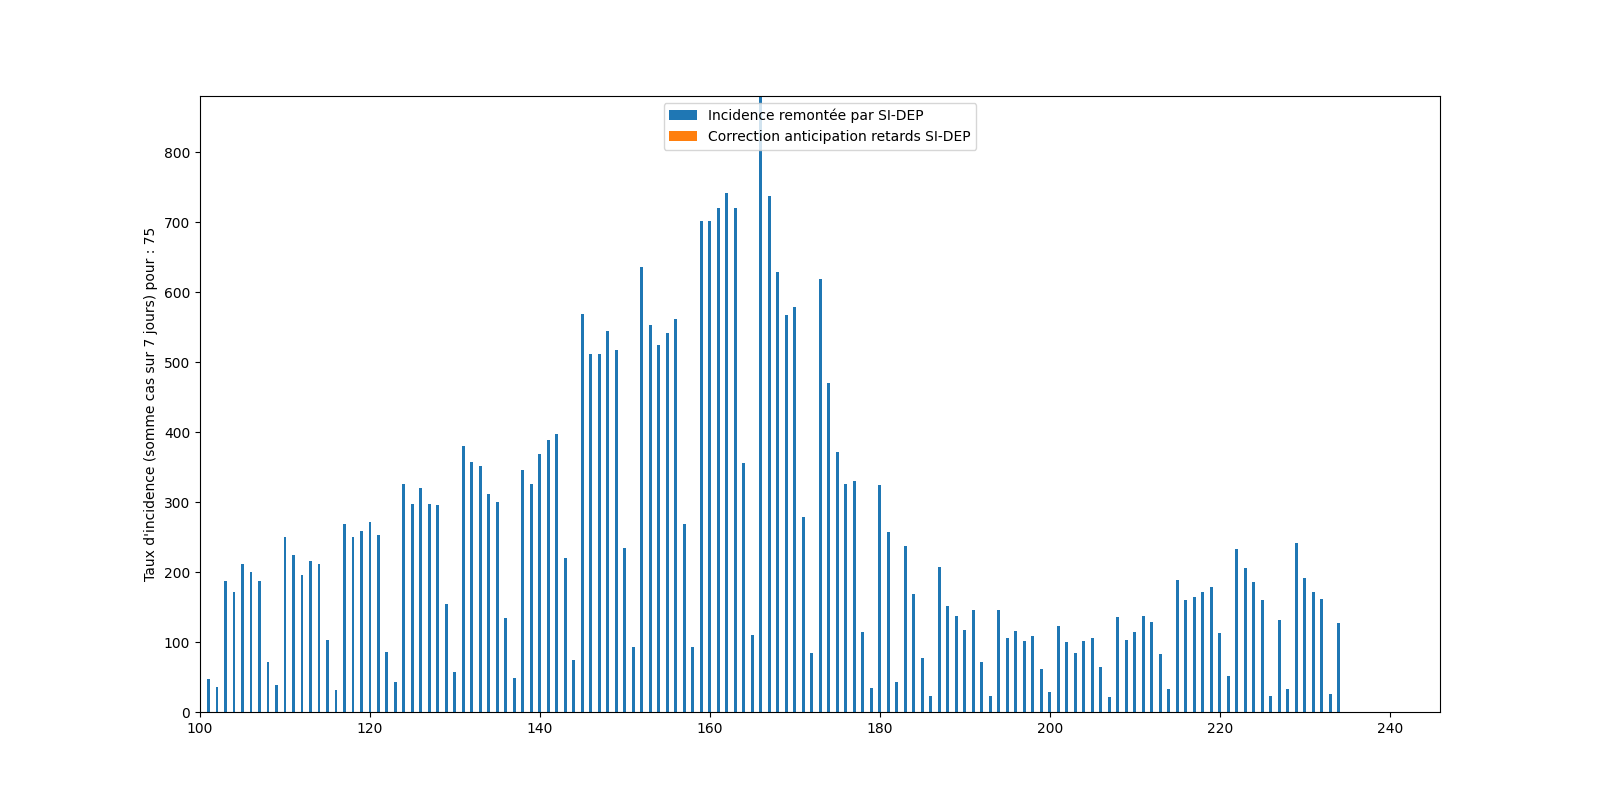 Incidence remontée par SI-DEP
Correction anticipation retards SI-DEP
Taux d'incidence (somme cas sur 7 jours) pour : 75
800
700
600
500
400
300
200
100
0
100 120 140 160 180 200 220 240